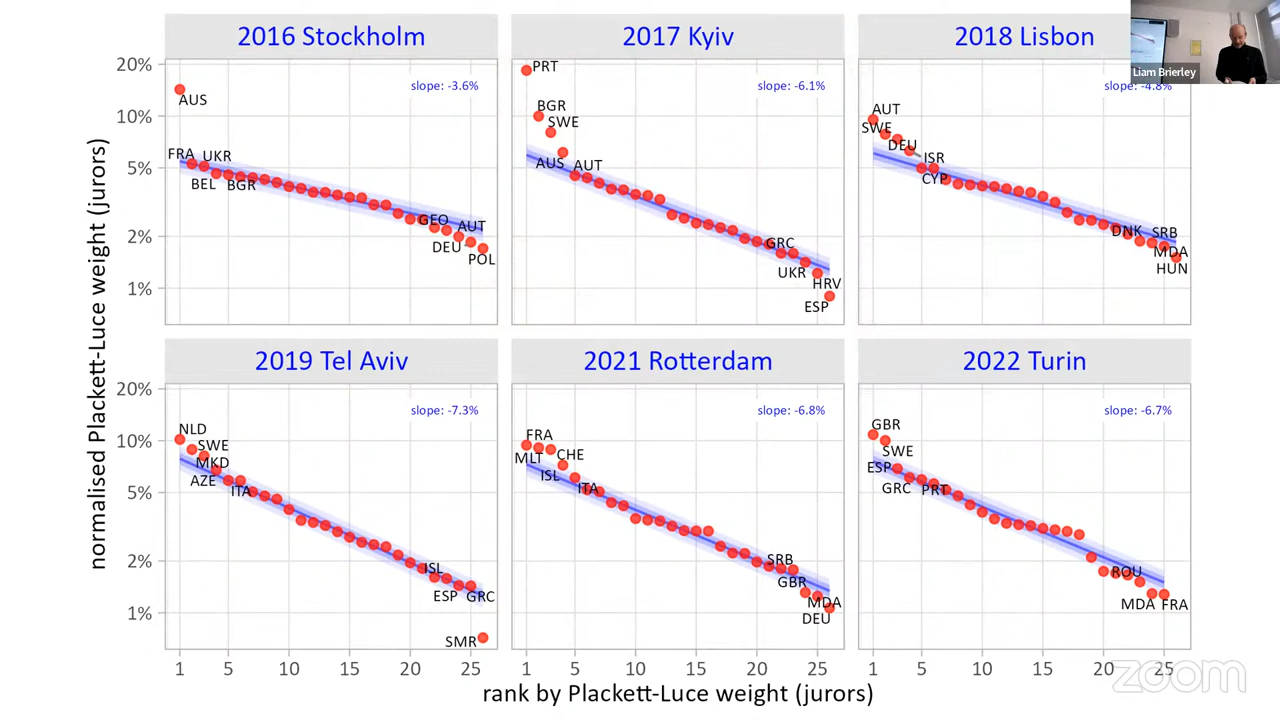 2016 Stockholm
2017 Kyiv
2018 Lisbon
Liam Brierley
normalised Plackett-Luce weight (jurors)
20%
10%
5%
2%
1%
slope: -3.6%
AUS
FRA
UKR
BEL
BGR
GEO
AUT
DEU
POL
slope: -6.1%
PRT
BGR
SWE
AUS
AUT
GRC
UKR
HRV
ESP
slope: -4.8%
AUT
SWE
DEU
ISR
CYP
DNK
SRB
MDA
HUN
2019 Tel Aviv
2021 Rotterdam
2022 Turin
20%
10%
5%
2%
1%
slope: -7.3%
NLD
SWE
MKD
AZE
ITA
ISL
ESP
GRC
SMR
slope: -6.8%
FRA
MLT
CHE
ISL
ITA
SRB
GBR
MDA
DEU
slope: -6.7%
GBR
SWE
ESP
GRC
PRT
ROU
MDA
FRA
1 5 10 15 20 25
1 5 10 15 20 25
1 5 10 15 20 25
rank by Plackett-Luce weight (jurors)
zoom